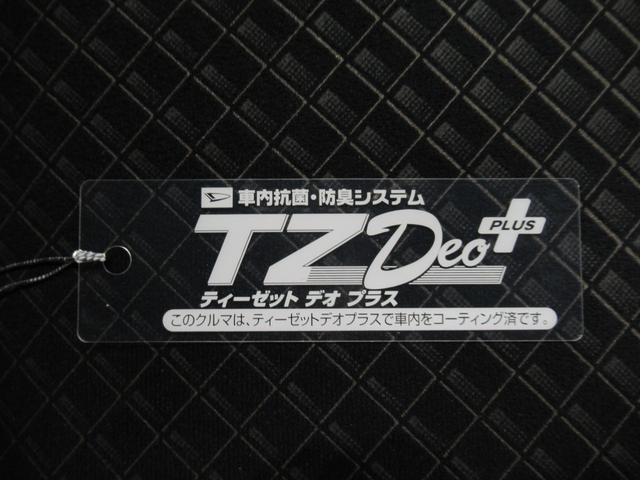 車内抗菌・防臭システム
TZ Deo PLUS
ティーゼット デオ プラス
このクルマは、ティーゼットデオプラスで車内をコーティング済です。